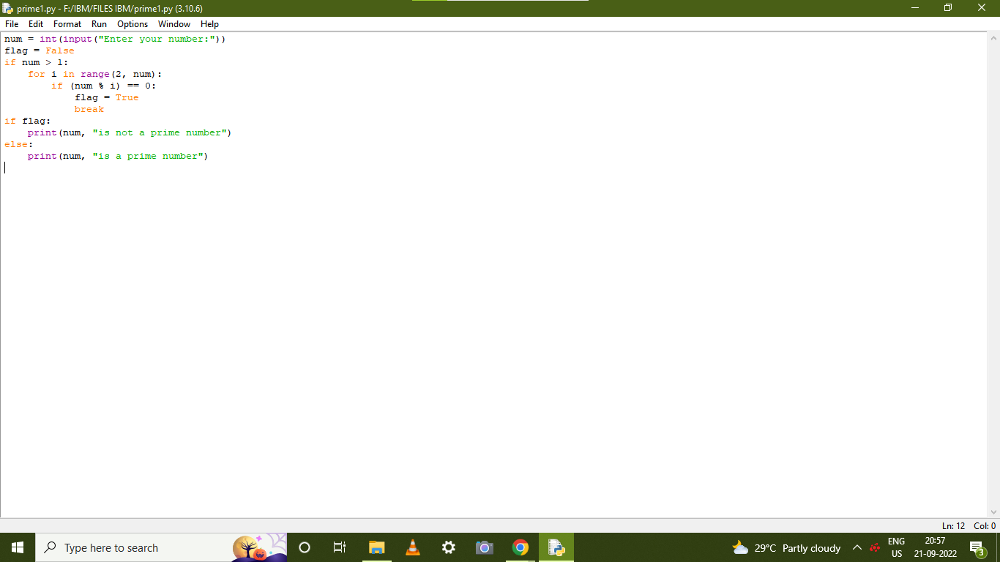 prime1.py - F:/IBM/FILES IBM/prime1.py (3.10.6)
File Edit Format Run Options Window Help
num = int(input("Enter your number:"))
flag = False
if num > 1:
    for i in range(2, num):
        if (num % i) == 0:
            flag = True
            break
if flag:
    print(num, "is not a prime number")
else:
    print(num, "is a prime number")
Ln: 12 Col: 0
Type here to search
29°C Partly cloudy
ENG
US
20:57
21-09-2022
3